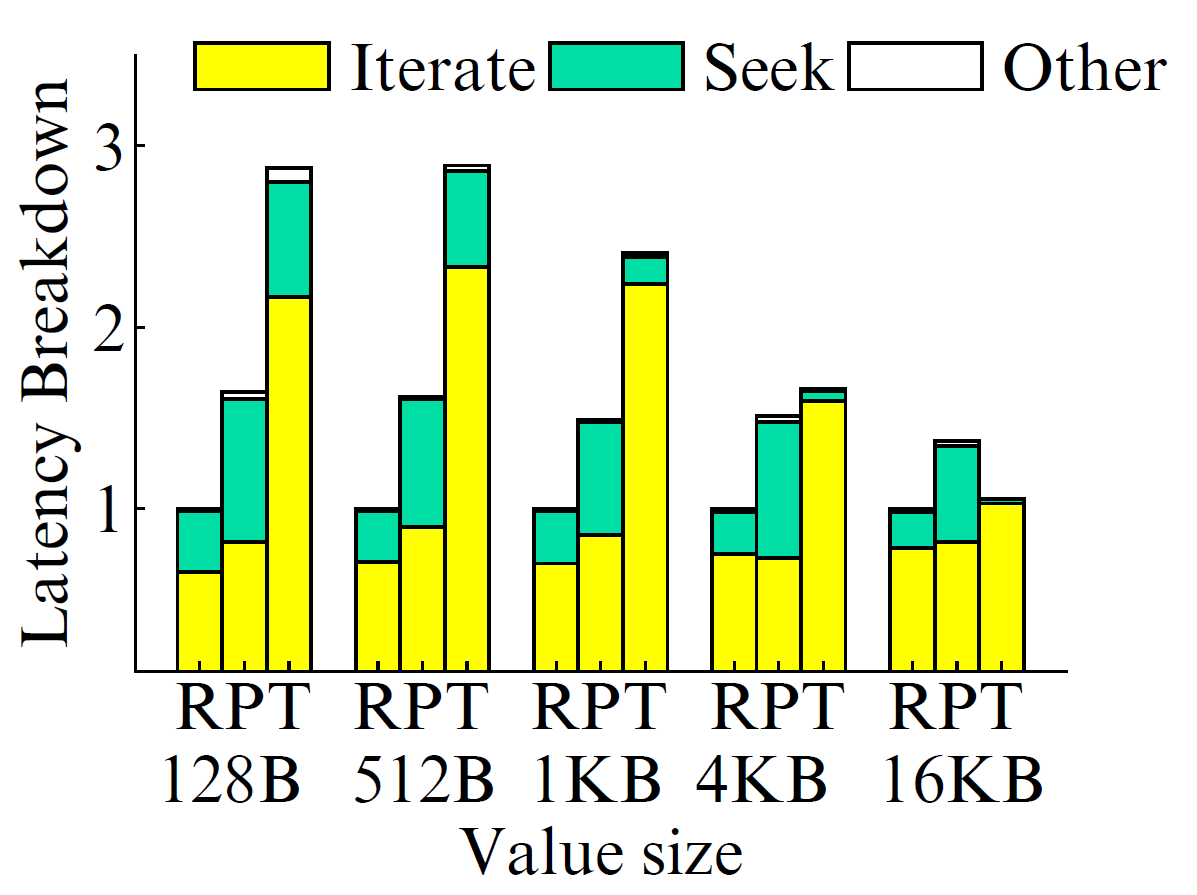 Iterate Seek Other
Latency Breakdown
3
2
1
RPT RPT RPT RPT RPT
128B 512B 1KB 4KB 16KB
Value size